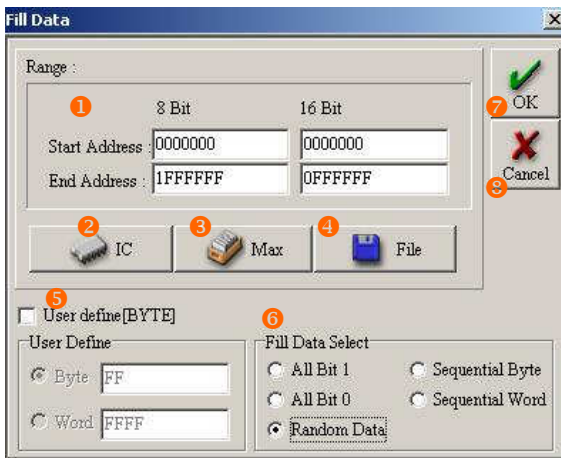 Fill Data
Range :
1
8 Bit 16 Bit
Start Address : 0000000 0000000
End Address : 1FFFFFF 0FFFFFF
7 OK
8 Cancel
2 IC 3 Max 4 File
5
User define[BYTE]
6
User Define
Byte FF
Word FFFF
Fill Data Select
All Bit 1 Sequential Byte
All Bit 0 Sequential Word
Random Data